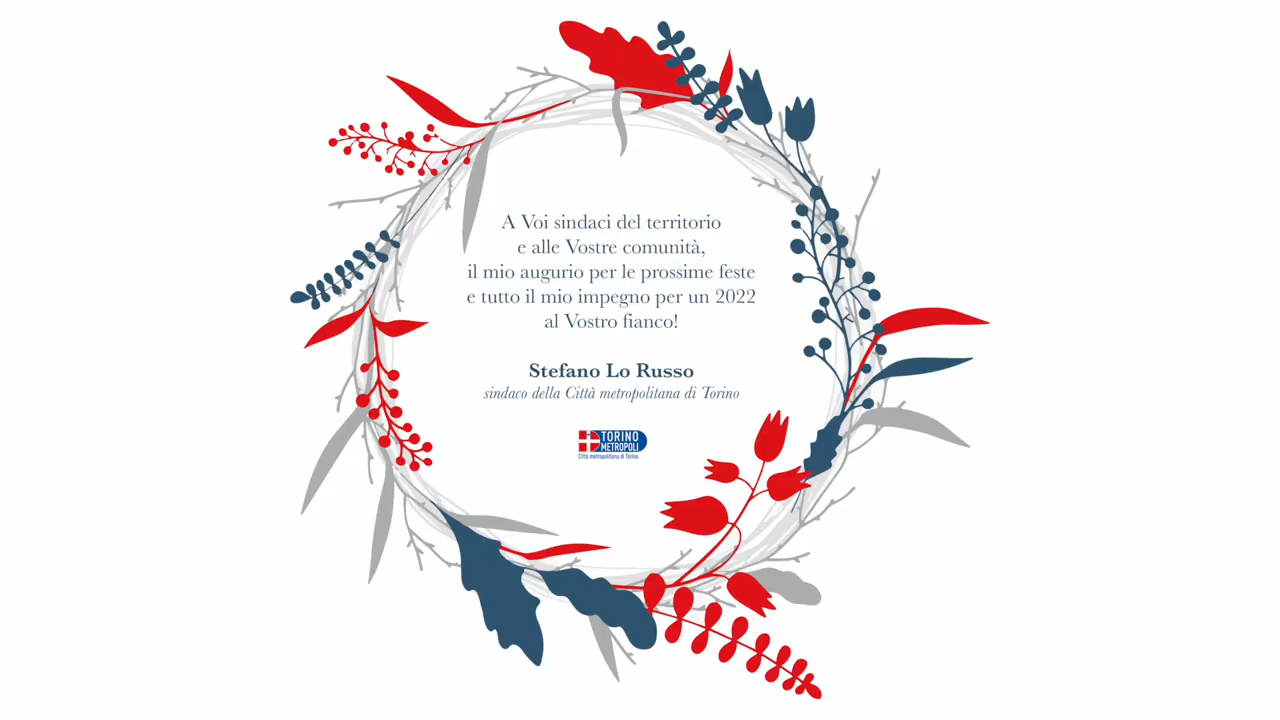 A Voi sindaci del territorio
e alle Vostre comunità,
il mio augurio per le prossime feste
e tutto il mio impegno per un 2022
al Vostro fianco!
Stefano Lo Russo
sindaco della Città metropolitana di Torino
TORINO
METROPOLI
Città metropolitana di Torino